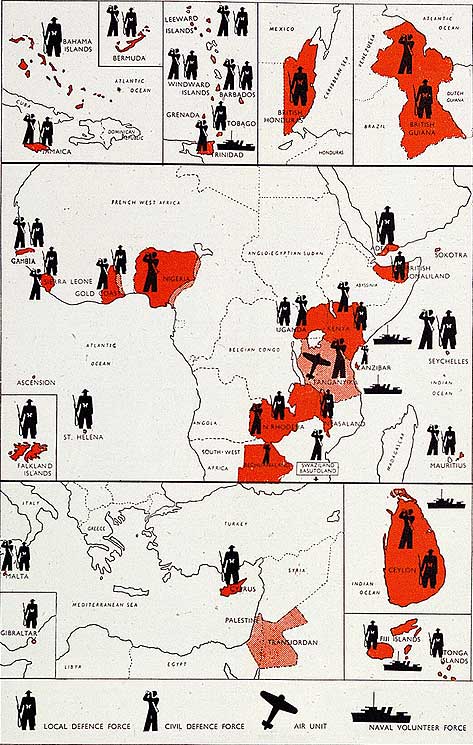 BAHAMA
ISLANDS
BERMUDA
ATLANTIC
OCEAN
CUBA
DOMINICAN
REPUBLIC
JAMAICA
LEEWARD
ISLANDS
WINDWARD
ISLANDS
BARBADOS
GRENADA
TOBAGO
TRINIDAD
MEXICO
CARIBBEAN SEA
BRITISH
HONDURAS
HONDURAS
VENEZUELA
ATLANTIC
OCEAN
DUTCH
GUIANA
BRITISH
GUIANA
BRAZIL
FRENCH WEST AFRICA
GAMBIA
SIERRA LEONE
GOLD COAST
NIGERIA
ANGLO-EGYPTIAN SUDAN
ADEN
SOKOTRA
BRITISH
SOMALILAND
ABYSSINIA
UGANDA
KENYA
ATLANTIC
OCEAN
BELGIAN CONGO
TANGANYIKA
ZANZIBAR
SEYCHELLES
ASCENSION
INDIAN
OCEAN
ST. HELENA
ANGOLA
N. RHODESIA
NYASALAND
FALKLAND
ISLANDS
SOUTH-WEST
AFRICA
BECHUANALAND
SWAZILAND
BASUTOLAND
MADAGASCAR
MAURITIUS
ITALY
GREECE
TURKEY
MALTA
CYPRUS
SYRIA
MEDITERRANEAN SEA
GIBRALTAR
PALESTINE
TRANSJORDAN
LIBYA
EGYPT
CEYLON
INDIAN
OCEAN
FIJI ISLANDS
TONGA
ISLANDS
LOCAL DEFENCE FORCE
CIVIL DEFENCE FORCE
AIR UNIT
NAVAL VOLUNTEER FORCE